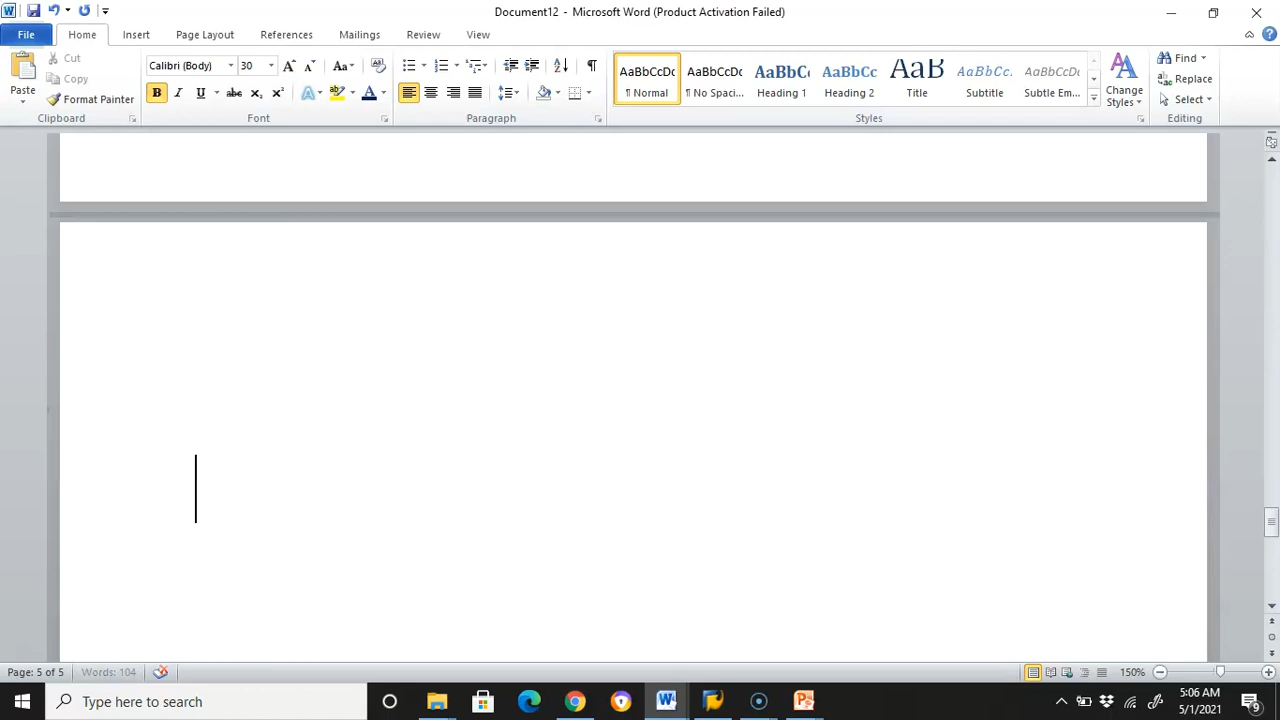 Document12 - Microsoft Word (Product Activation Failed)
File Home Insert Page Layout References Mailings Review View
Paste
Cut
Copy
Format Painter
Clipboard
Calibri (Body) 30
Font
Paragraph
AaBbCcDc AaBbCcDc AaBbC AaBbCc AaB AaBbCc. AaBbCcDc
¶ Normal ¶ No Spaci... Heading 1 Heading 2 Title Subtitle Subtle Em...
Styles
Change
Styles
Find
Replace
Select
Editing
Page: 5 of 5 Words: 104 150%
Type here to search
5:06 AM
5/1/2021
9